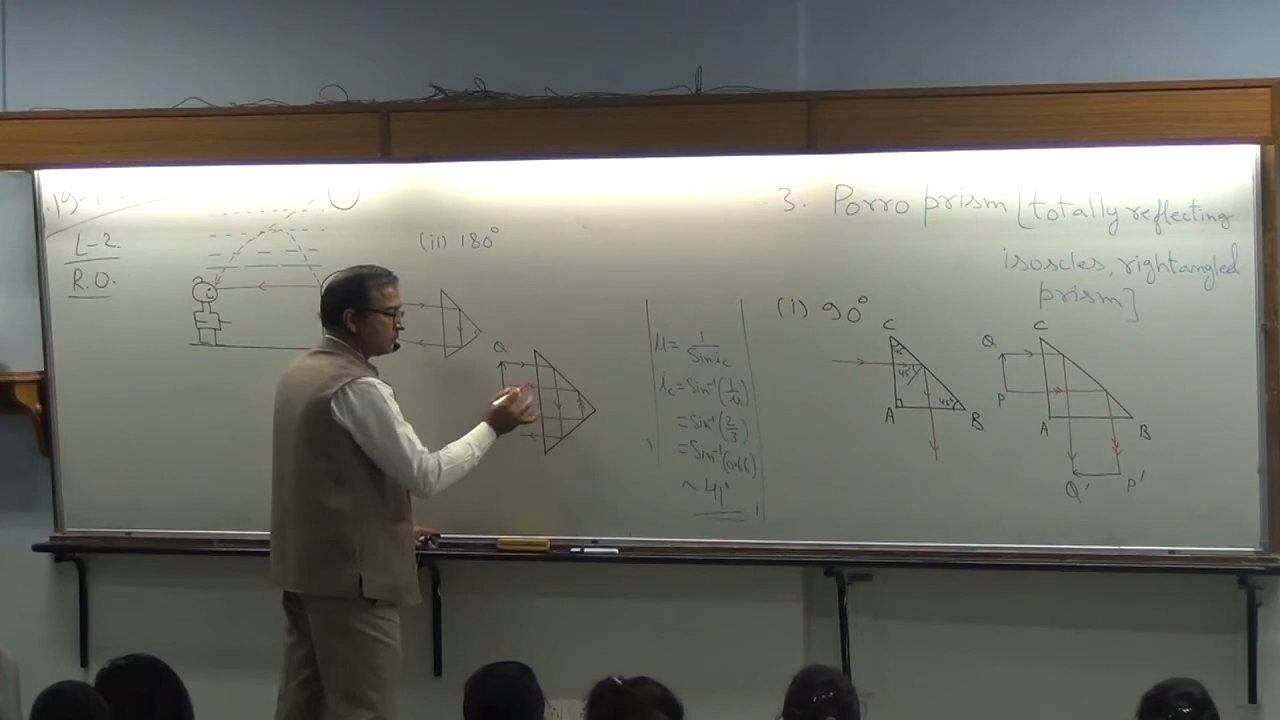 L-2
R.O.
(ii) 180°
Q
μ = 1/Sin ic
ic = Sin⁻¹(1/μ)
= Sin⁻¹(2/3)
= Sin⁻¹(0.66)
~ 41°
3. Porro prism [totally reflecting
isoscles, rightangled
prism]
(i) 90°
C
45°
45°
A
B
Q
C
P
A
B
Q'
P'